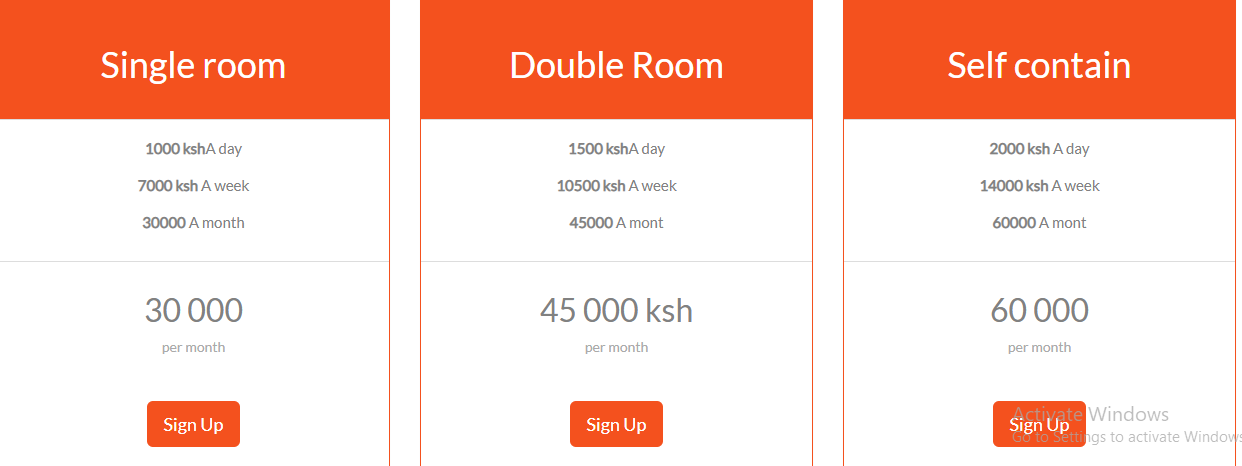 Single room
1000 kshA day
7000 ksh A week
30000 A month
30 000
per month
Sign Up
Double Room
1500 kshA day
10500 ksh A week
45000 A mont
45 000 ksh
per month
Sign Up
Self contain
2000 ksh A day
14000 ksh A week
60000 A mont
60 000
per month
Sign Up
Activate Windows
Go to Settings to activate Windows